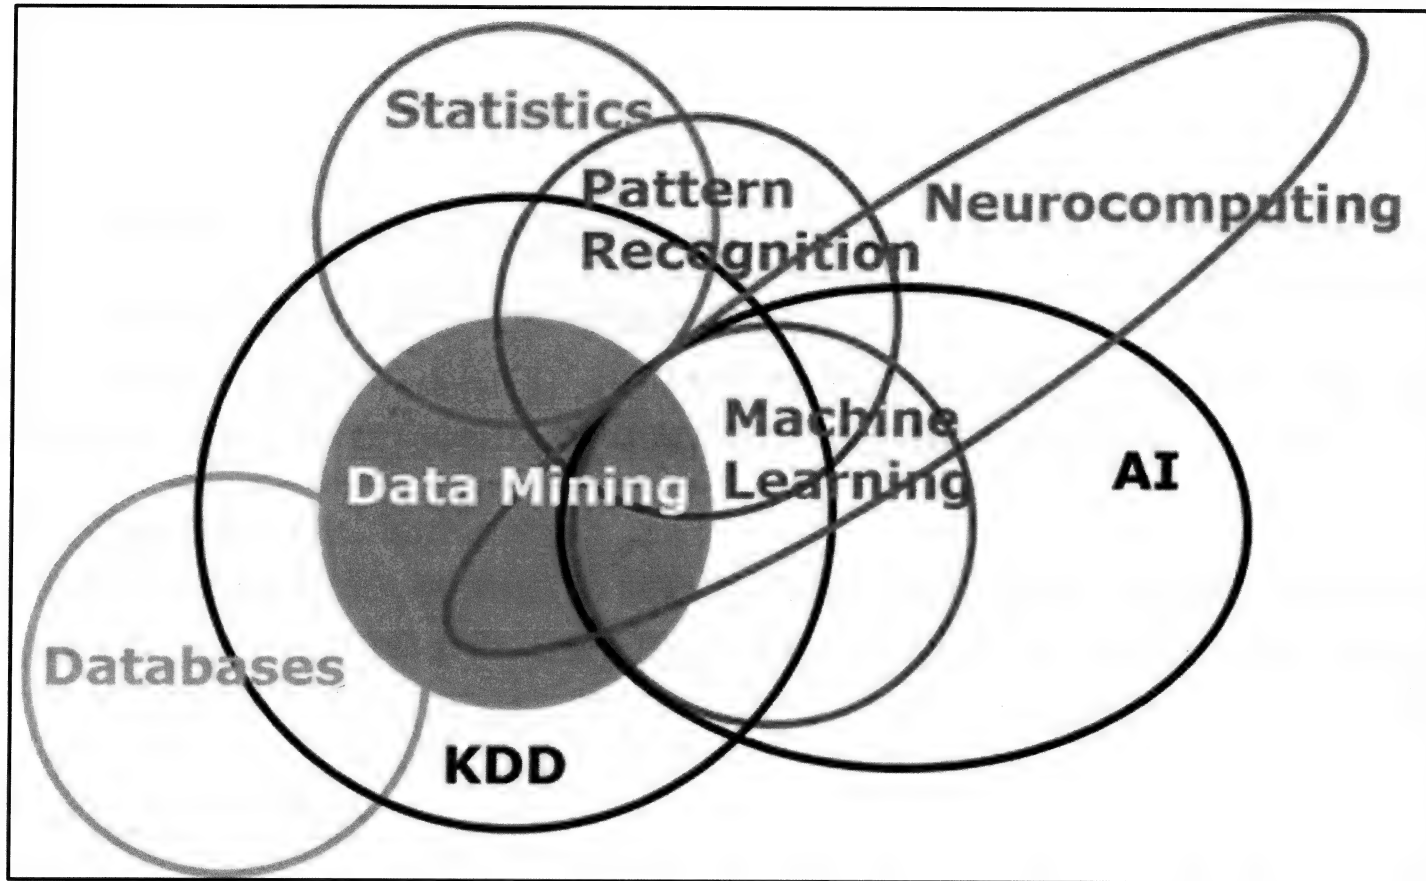 Statistics
Pattern
Recognition
Neurocomputing
Machine
Learning
AI
Data Mining
Databases
KDD